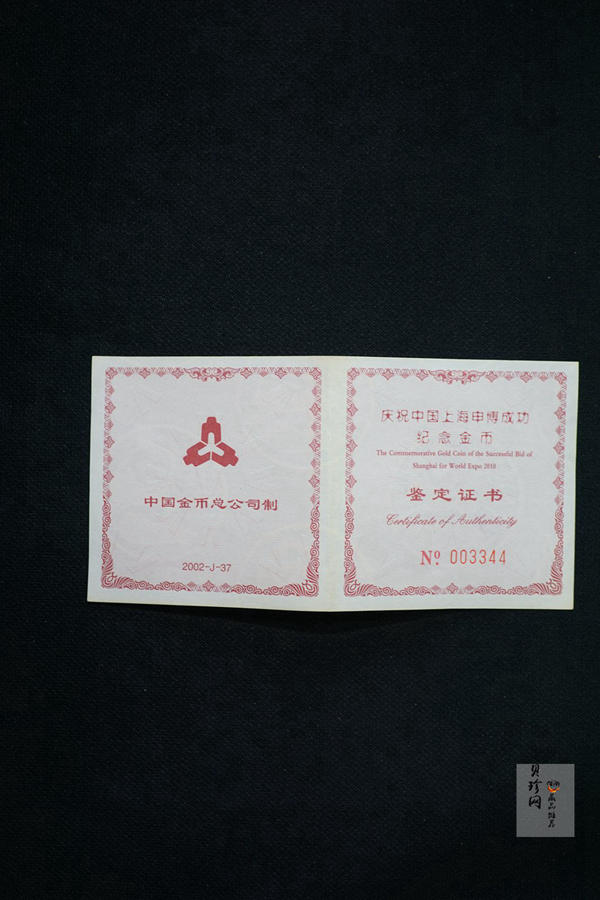 中国金币总公司制
2002-J-37
庆祝中国上海申博成功
纪念金币
The Commemorative Gold Coin of the Successful Bid of
Shanghai for World Expo 2010
鉴定证书
Certificate of Authenticity
Nº 003344
贝珍网